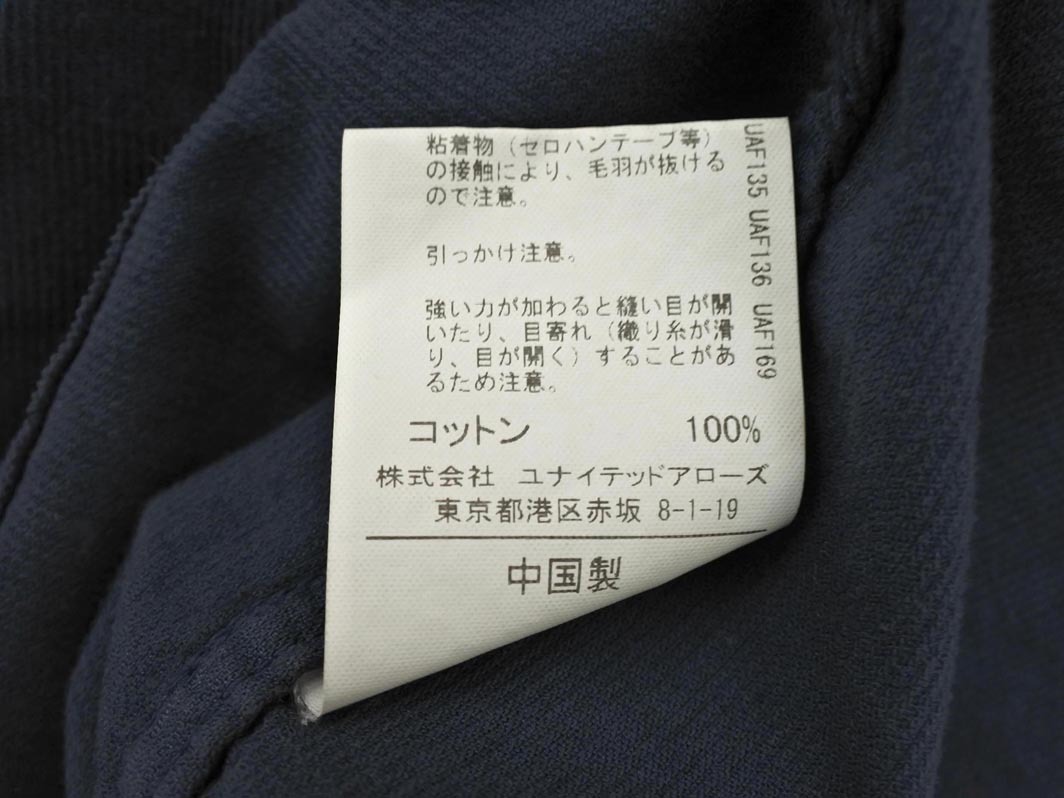 粘着物（セロハンテープ等）
の接触により、毛羽が抜ける
ので注意。
引っかけ注意。
強い力が加わると縫い目が開
いたり、目寄れ（織り糸が滑
り、目が開く）することがあ
るため注意。
コットン 100%
株式会社 ユナイテッドアローズ
東京都港区赤坂 8-1-19
中国製
UAF135 UAF136 UAF169